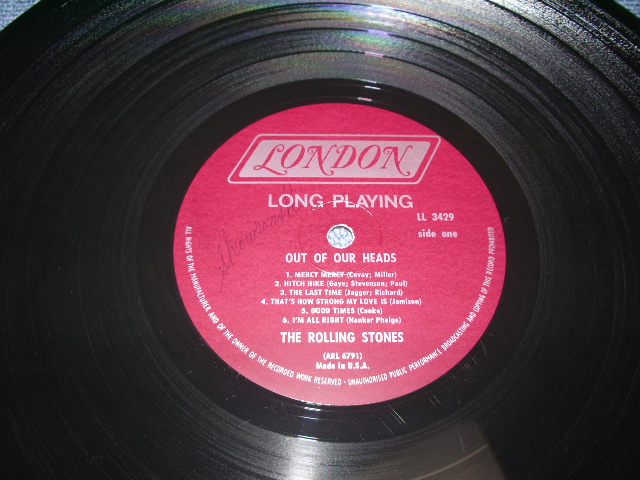 LONDON
LONG PLAYING
LL 3429
side one
OUT OF OUR HEADS
1. MERCY MERCY (Covay; Miller)
2. HITCH HIKE (Gaye; Stevenson; Paul)
3. THE LAST TIME (Jagger; Richard)
4. THAT'S HOW STRONG MY LOVE IS (Jamison)
5. GOOD TIMES (Cooke)
6. I'M ALL RIGHT (Nanker Phelge)
THE ROLLING STONES
(ARL 6791)
Made in U.S.A.
ALL RIGHTS OF THE MANUFACTURER AND OF THE OWNER OF THE RECORDED WORK RESERVED - UNAUTHORISED PUBLIC PERFORMANCE BROADCASTING AND COPYING OF THIS RECORD PROHIBITED